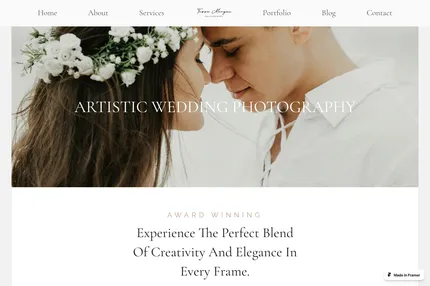 Home About Services Portfolio Blog Contact
ARTISTIC WEDDING PHOTOGRAPHY
AWARD WINNING
Experience The Perfect Blend
Of Creativity And Elegance In
Every Frame.
Made in Framer